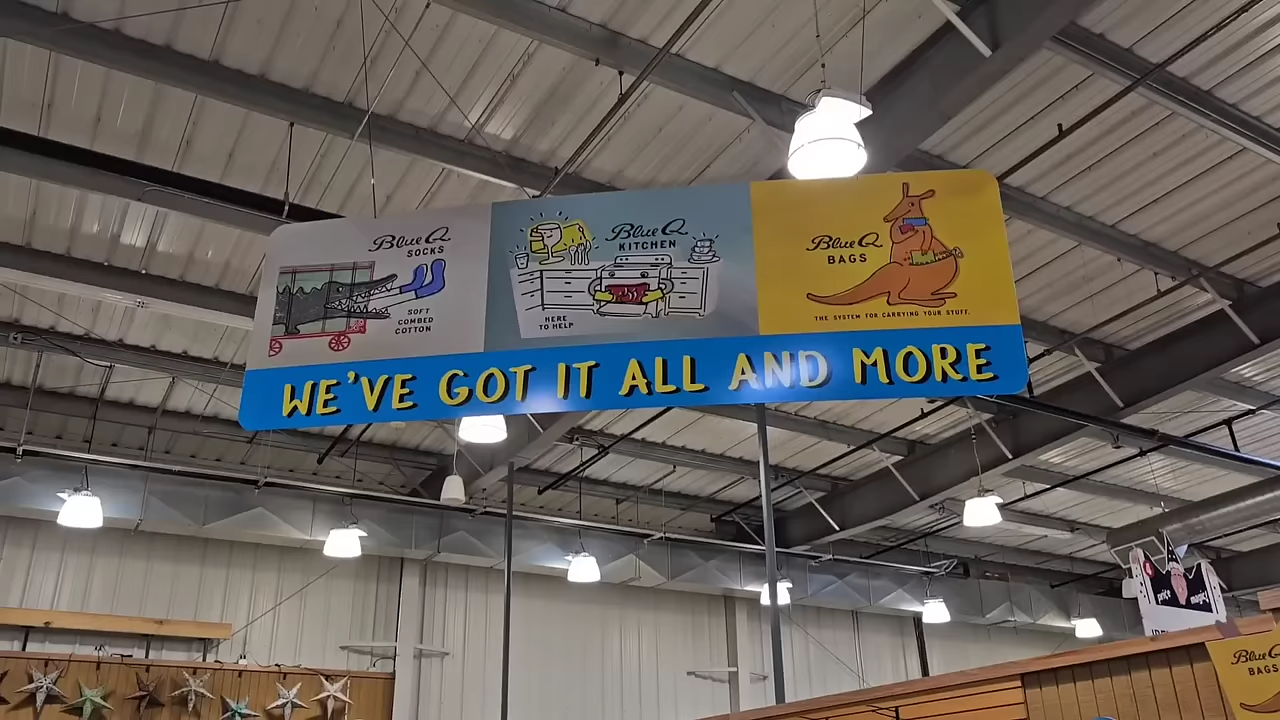 Blue Q
SOCKS
SOFT
COMBED
COTTON
Blue Q
KITCHEN
HERE
TO HELP
Blue Q
BAGS
THE SYSTEM FOR CARRYING YOUR STUFF.
WE'VE GOT IT ALL AND MORE
price magic!
Blue Q
BAGS